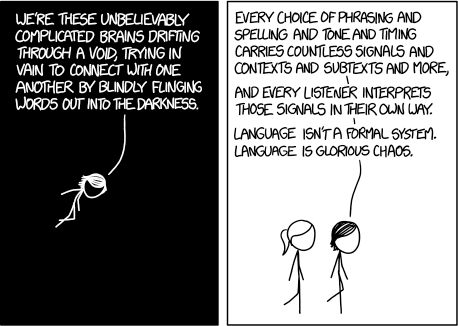 WE'RE THESE UNBELIEVABLY
COMPLICATED BRAINS DRIFTING
THROUGH A VOID, TRYING IN
VAIN TO CONNECT WITH ONE
ANOTHER BY BLINDLY FLINGING
WORDS OUT INTO THE DARKNESS.
EVERY CHOICE OF PHRASING AND
SPELLING AND TONE AND TIMING
CARRIES COUNTLESS SIGNALS AND
CONTEXTS AND SUBTEXTS AND MORE,
AND EVERY LISTENER INTERPRETS
THOSE SIGNALS IN THEIR OWN WAY.
LANGUAGE ISN'T A FORMAL SYSTEM.
LANGUAGE IS GLORIOUS CHAOS.